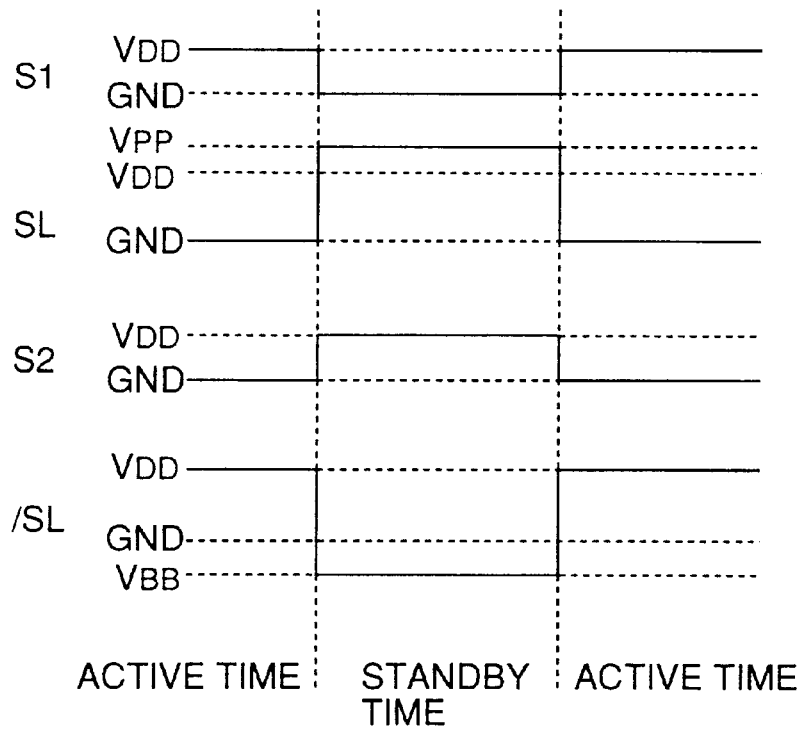 S1
VDD
GND
VPP
VDD
SL
GND
VDD
S2
GND
VDD
/SL
GND
VBB
ACTIVE TIME
STANDBY
TIME
ACTIVE TIME